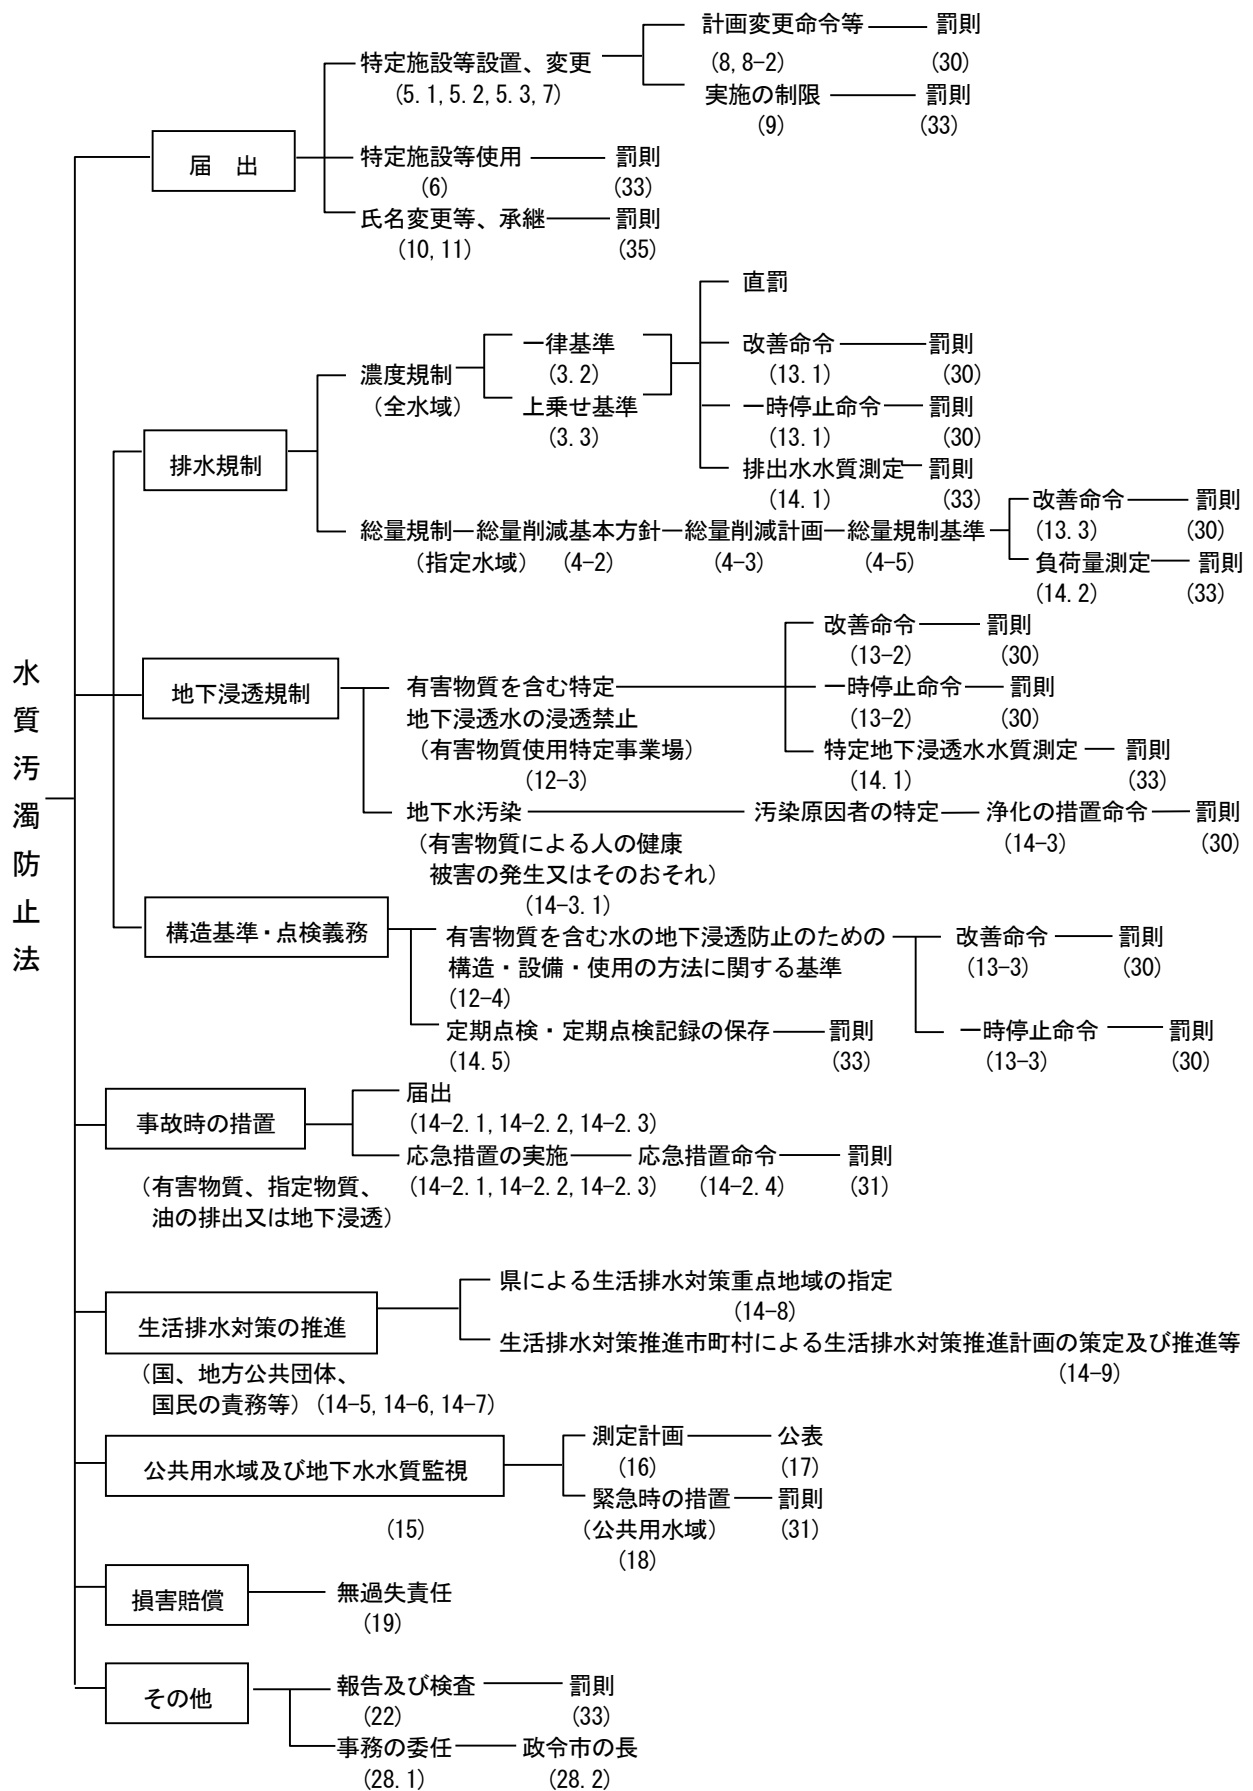 水質汚濁防止法
計画変更命令等 罰則
特定施設等設置、変更 (8,8-2) (30)
(5.1,5.2,5.3,7) 実施の制限 罰則
(9) (33)
届 出
特定施設等使用 罰則
(6) (33)
氏名変更等、承継 罰則
(10,11) (35)
直罰
一律基準 改善命令 罰則
濃度規制 (3.2) (13.1) (30)
(全水域) 上乗せ基準 一時停止命令 罰則
(3.3) (13.1) (30)
排水規制
排出水水質測定 罰則
(14.1) (33)
改善命令 罰則
総量規制 総量削減基本方針 総量削減計画 総量規制基準 (13.3) (30)
(指定水域) (4-2) (4-3) (4-5) 負荷量測定 罰則
(14.2) (33)
改善命令 罰則
(13-2) (30)
地下浸透規制
有害物質を含む特定 一時停止命令 罰則
地下浸透水の浸透禁止 (13-2) (30)
(有害物質使用特定事業場) 特定地下浸透水水質測定 罰則
(12-3) (14.1) (33)
地下水汚染 汚染原因者の特定 浄化の措置命令 罰則
(有害物質による人の健康 (14-3) (30)
被害の発生又はそのおそれ)
(14-3.1)
構造基準・点検義務
有害物質を含む水の地下浸透防止のための 改善命令 罰則
構造・設備・使用の方法に関する基準 (13-3) (30)
(12-4)
定期点検・定期点検記録の保存 罰則 一時停止命令 罰則
(14.5) (33) (13-3) (30)
届出
事故時の措置 (14-2.1,14-2.2,14-2.3)
応急措置の実施 応急措置命令 罰則
(有害物質、指定物質、 (14-2.1,14-2.2,14-2.3) (14-2.4) (31)
油の排出又は地下浸透)
県による生活排水対策重点地域の指定
(14-8)
生活排水対策の推進
生活排水対策推進市町村による生活排水対策推進計画の策定及び推進等
(国、地方公共団体、 (14-9)
国民の責務等)(14-5,14-6,14-7)
測定計画 公表
公共用水域及び地下水水質監視 (16) (17)
緊急時の措置 罰則
(15) (公共用水域) (31)
(18)
損害賠償 無過失責任
(19)
その他 報告及び検査 罰則
(22) (33)
事務の委任 政令市の長
(28.1) (28.2)